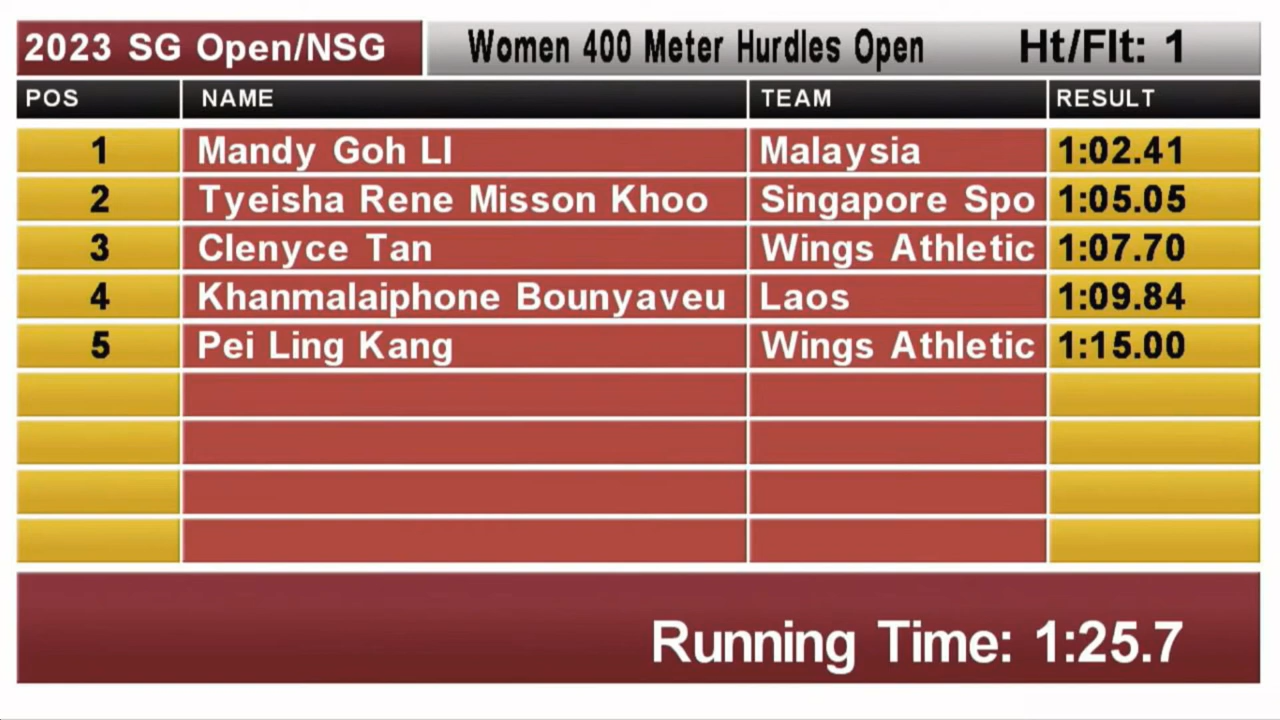 2023 SG Open/NSG Women 400 Meter Hurdles Open Ht/Flt: 1
POS NAME TEAM RESULT
1 Mandy Goh LI Malaysia 1:02.41
2 Tyeisha Rene Misson Khoo Singapore Spo 1:05.05
3 Clenyce Tan Wings Athletic 1:07.70
4 Khanmalaiphone Bounyaveu Laos 1:09.84
5 Pei Ling Kang Wings Athletic 1:15.00
Running Time: 1:25.7